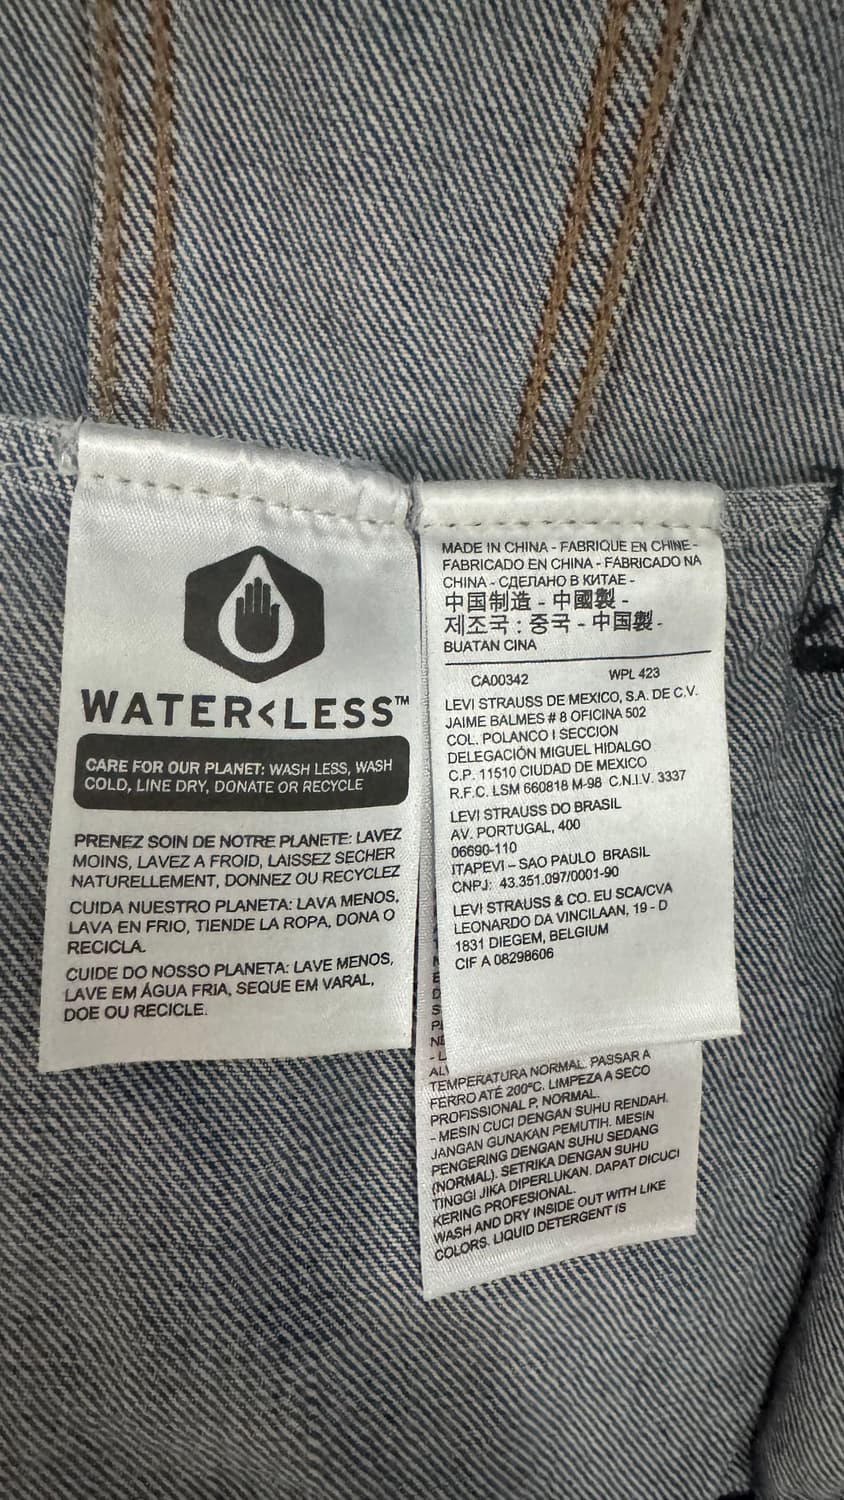 WATER<LESS™
CARE FOR OUR PLANET: WASH LESS, WASH
COLD, LINE DRY, DONATE OR RECYCLE
PRENEZ SOIN DE NOTRE PLANETE: LAVEZ
MOINS, LAVEZ A FROID, LAISSEZ SECHER
NATURELLEMENT, DONNEZ OU RECYCLEZ
CUIDA NUESTRO PLANETA: LAVA MENOS,
LAVA EN FRIO, TIENDE LA ROPA, DONA O
RECICLA.
CUIDE DO NOSSO PLANETA: LAVE MENOS,
LAVE EM ÁGUA FRIA, SEQUE EM VARAL,
DOE OU RECICLE.
MADE IN CHINA - FABRIQUE EN CHINE -
FABRICADO EN CHINA - FABRICADO NA
CHINA - СДЕЛАНО В КИТАЕ -
中国制造 - 中國製 -
제조국 : 중국 - 中国製 -
BUATAN CINA
CA00342 WPL 423
LEVI STRAUSS DE MEXICO, S.A. DE C.V.
JAIME BALMES # 8 OFICINA 502
COL. POLANCO I SECCION
DELEGACIÓN MIGUEL HIDALGO
C.P. 11510 CIUDAD DE MEXICO
R.F.C. LSM 660818 M-98 C.N.I.V. 3337
LEVI STRAUSS DO BRASIL
AV. PORTUGAL, 400
06690-110
ITAPEVI – SAO PAULO BRASIL
CNPJ: 43.351.097/0001-90
LEVI STRAUSS & CO. EU SCA/CVA
LEONARDO DA VINCILAAN, 19 - D
1831 DIEGEM, BELGIUM
CIF A 08298606
TEMPERATURA NORMAL. PASSAR A
FERRO ATÉ 200°C. LIMPEZA A SECO
PROFISSIONAL P, NORMAL.
- MESIN CUCI DENGAN SUHU RENDAH.
JANGAN GUNAKAN PEMUTIH. MESIN
PENGERING DENGAN SUHU SEDANG
(NORMAL). SETRIKA DENGAN SUHU
TINGGI JIKA DIPERLUKAN. DAPAT DICUCI
KERING PROFESIONAL.
WASH AND DRY INSIDE OUT WITH LIKE
COLORS. LIQUID DETERGENT IS